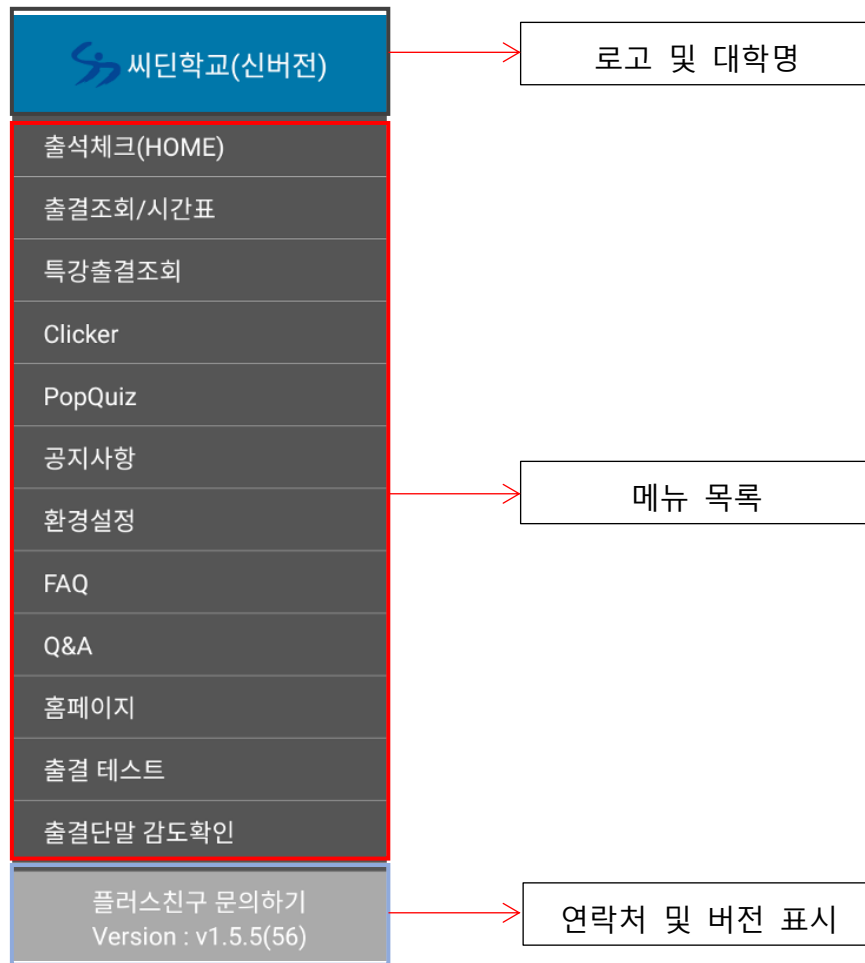 씨딘학교(신버전)
로고 및 대학명
출석체크(HOME)
출결조회/시간표
특강출결조회
Clicker
PopQuiz
공지사항
메뉴 목록
환경설정
FAQ
Q&A
홈페이지
출결 테스트
출결단말 감도확인
플러스친구 문의하기
Version : v1.5.5(56)
연락처 및 버전 표시